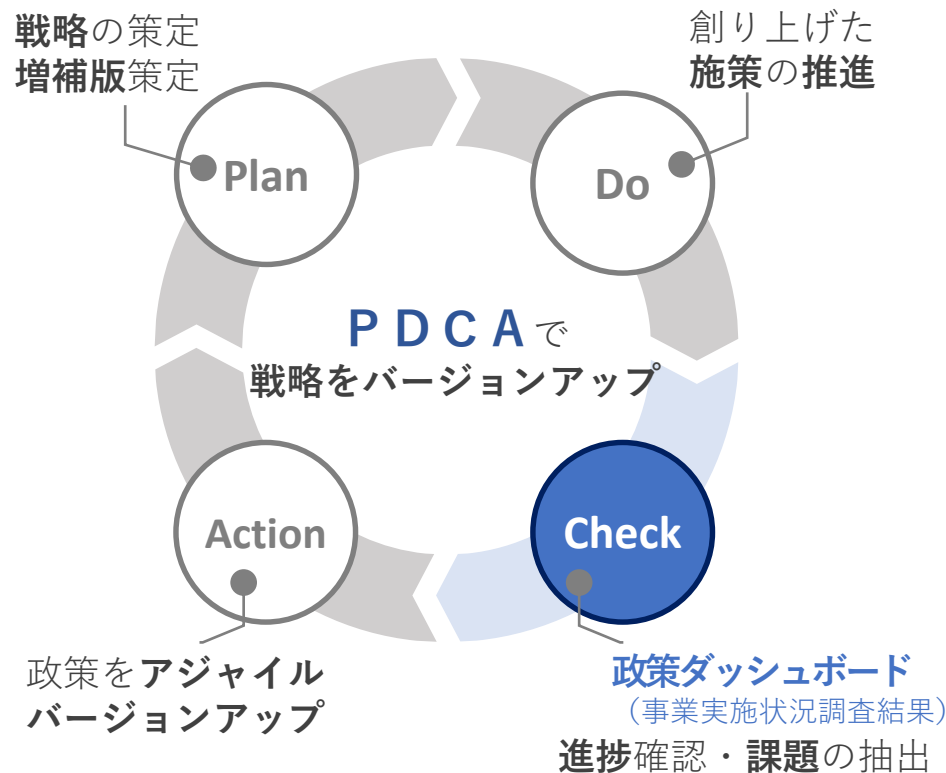 戦略の策定
増補版策定
創り上げた
施策の推進
Plan
Do
PDCAで
戦略をバージョンアップ
Action
Check
政策をアジャイル
バージョンアップ
政策ダッシュボード
（事業実施状況調査結果）
進捗確認・課題の抽出